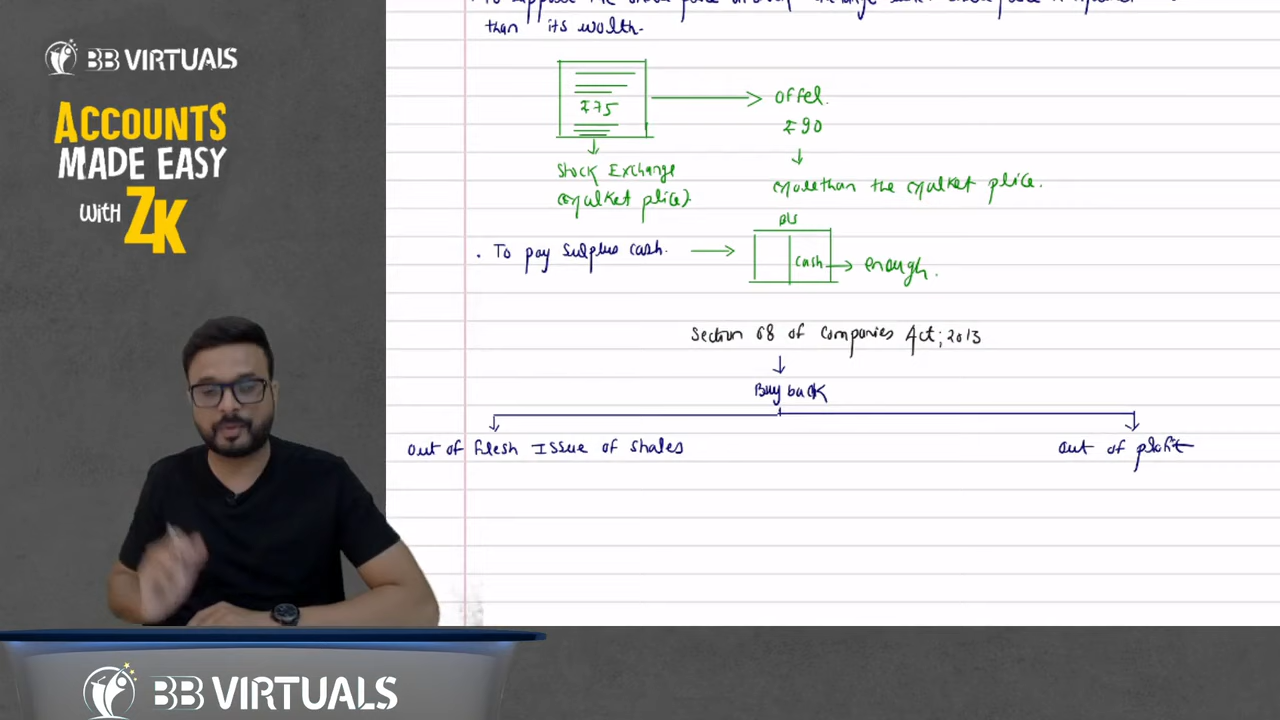 BB VIRTUALS
ACCOUNTS
MADE EASY
WITH ZK
than its worth.
₹75
offer.
₹90
Stock Exchange
(Market price)
more than the market price.
B/S
. To pay surplus cash.
cash
enough.
Section 68 of Companies Act, 2013
Buy back
out of fresh Issue of shares
out of profit
BB VIRTUALS